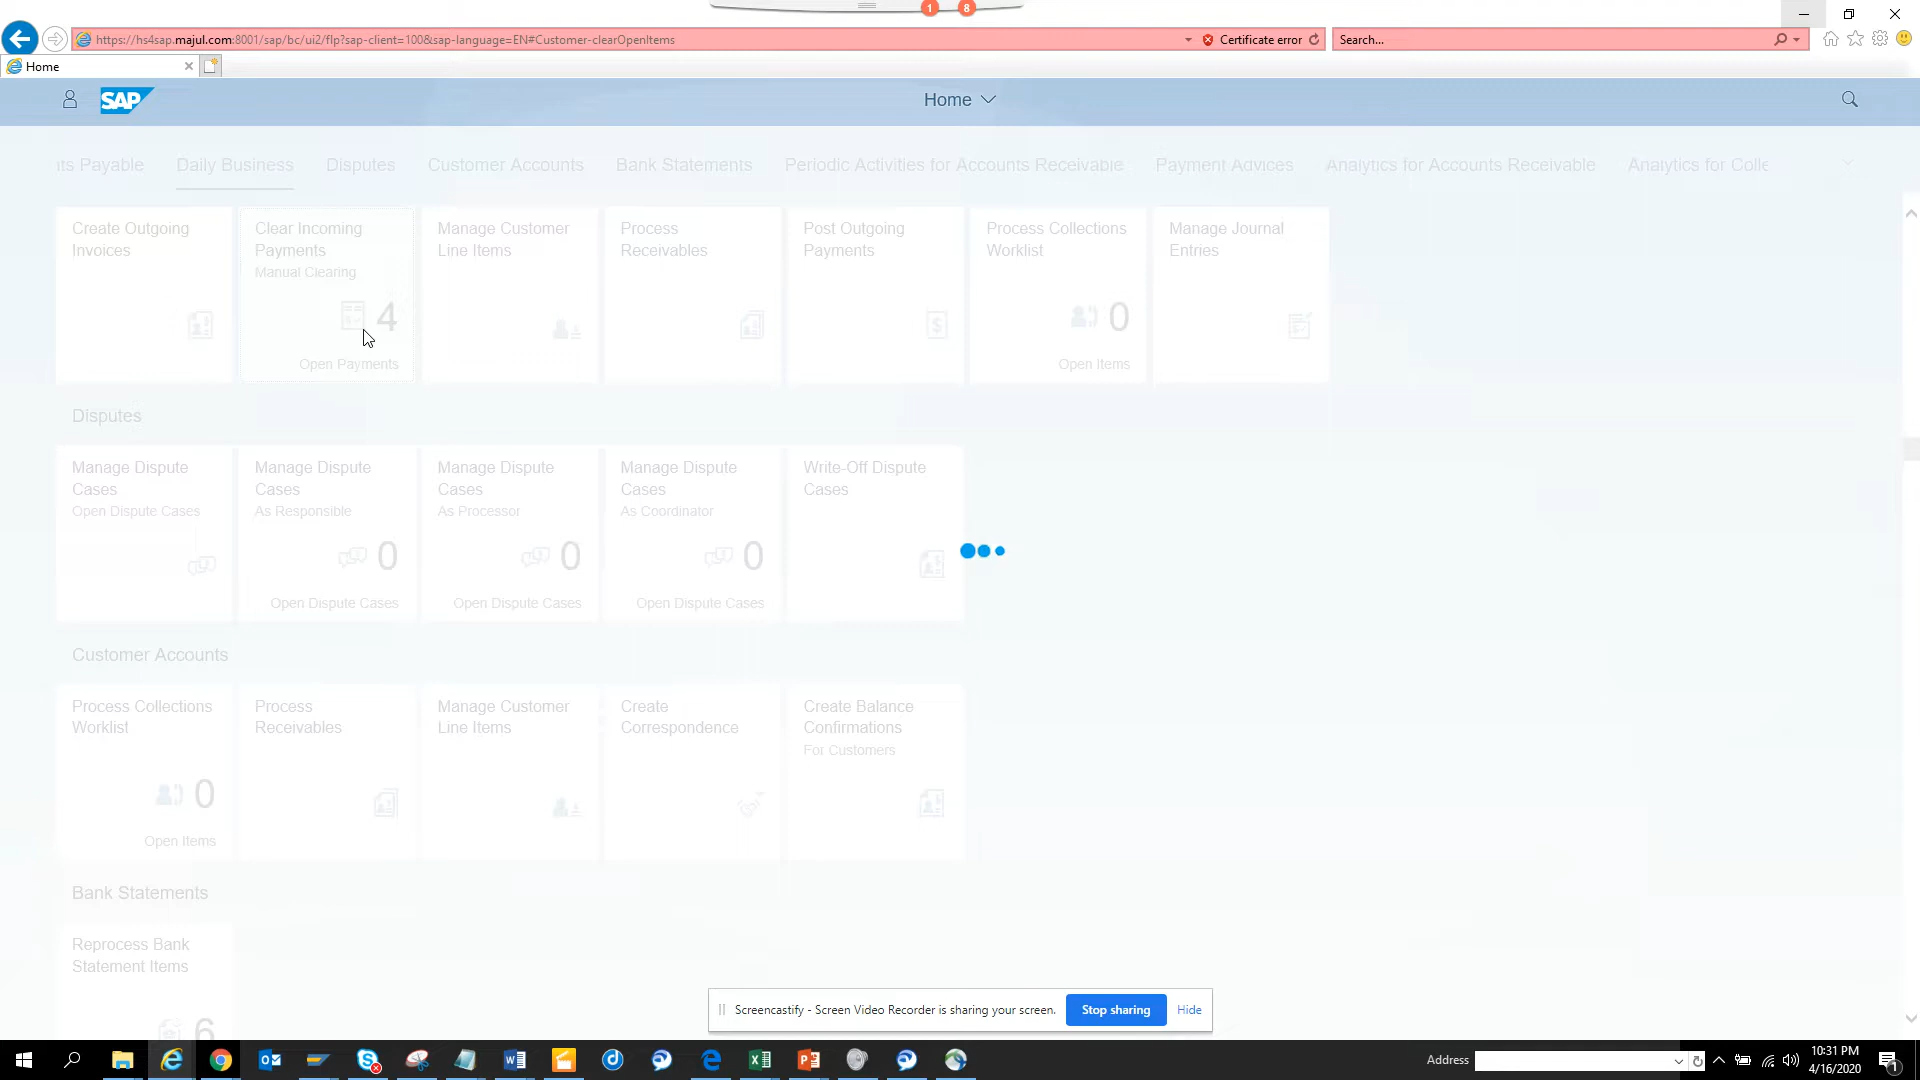 1
8
https://hs4sap.majul.com:8001/sap/bc/ui2/flp?sap-client=100&sap-language=EN#Customer-clearOpenItems
Certificate error
Search...
Home
SAP
Home
ts Payable
Daily Business
Disputes
Customer Accounts
Bank Statements
Periodic Activities for Accounts Receivable
Payment Advices
Analytics for Accounts Receivable
Analytics for Colle
Create Outgoing
Invoices
Clear Incoming
Payments
Manual Clearing
4
Open Payments
Manage Customer
Line Items
Process
Receivables
Post Outgoing
Payments
Process Collections
Worklist
0
Open Items
Manage Journal
Entries
Disputes
Manage Dispute
Cases
Open Dispute Cases
Manage Dispute
Cases
As Responsible
0
Open Dispute Cases
Manage Dispute
Cases
As Processor
0
Open Dispute Cases
Manage Dispute
Cases
As Coordinator
0
Open Dispute Cases
Write-Off Dispute
Cases
Customer Accounts
Process Collections
Worklist
0
Open Items
Process
Receivables
Manage Customer
Line Items
Create
Correspondence
Create Balance
Confirmations
For Customers
Bank Statements
Reprocess Bank
Statement Items
6
Screencastify - Screen Video Recorder is sharing your screen.
Stop sharing
Hide
Address
10:31 PM
4/16/2020
1